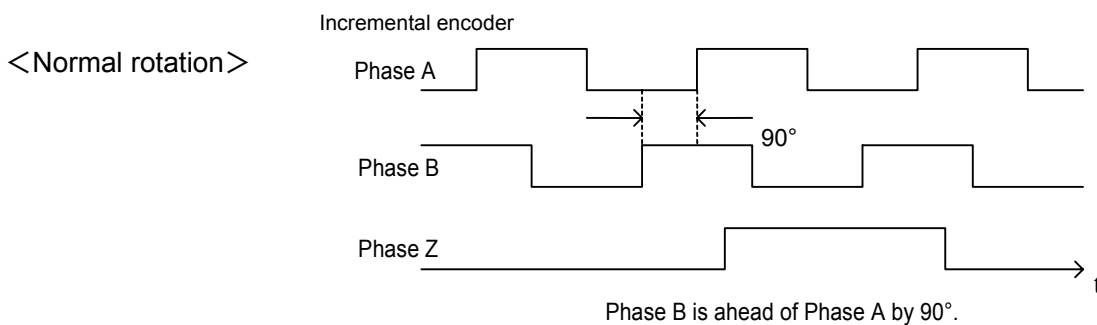 Incremental encoder
＜Normal rotation＞
Phase A
90°
Phase B
Phase Z
t
Phase B is ahead of Phase A by 90°.